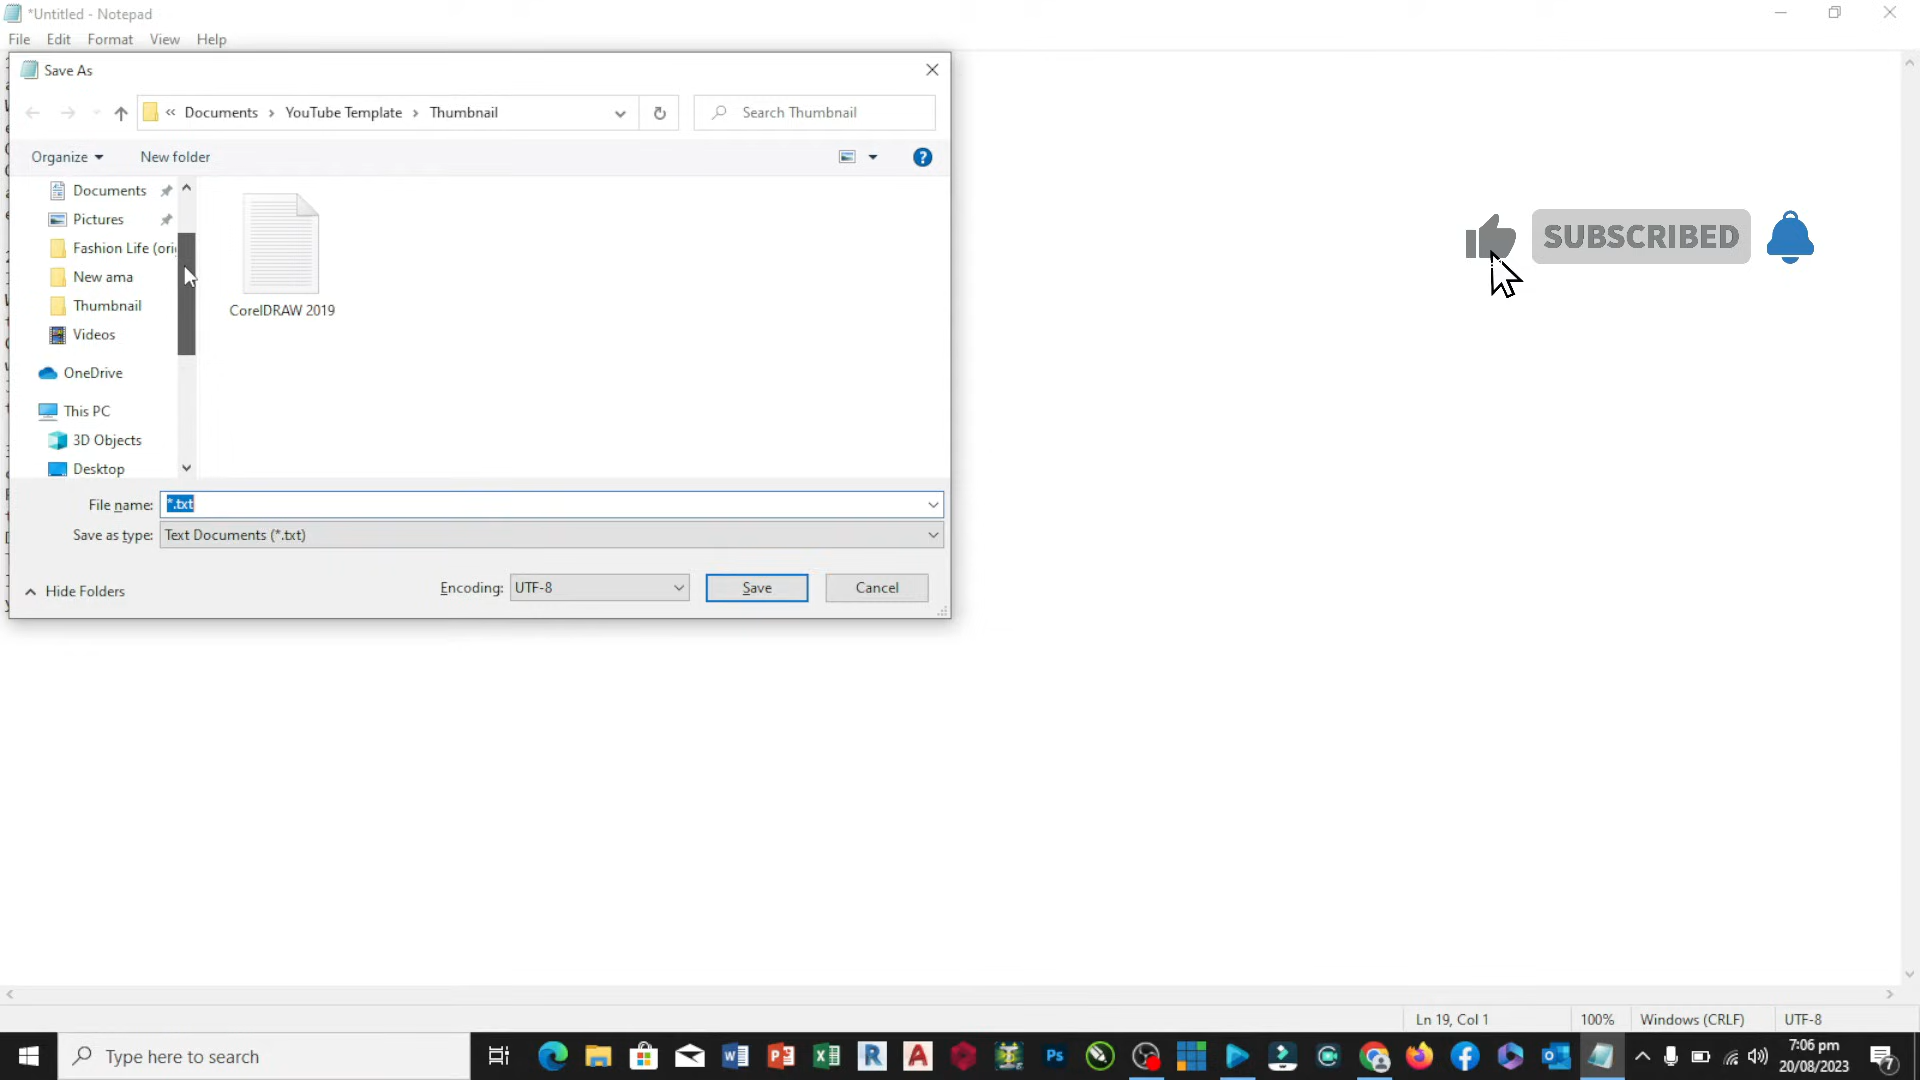 *Untitled - Notepad
File Edit Format View Help
Save As
« Documents › YouTube Template › Thumbnail
Search Thumbnail
Organize
New folder
Documents
Pictures
Fashion Life (ori
New ama
Thumbnail
Videos
OneDrive
This PC
3D Objects
Desktop
CorelDRAW 2019
File name: *.txt
Save as type: Text Documents (*.txt)
Hide Folders
Encoding: UTF-8
Save
Cancel
SUBSCRIBED
Ln 19, Col 1
100%
Windows (CRLF)
UTF-8
Type here to search
7:06 pm
20/08/2023
7